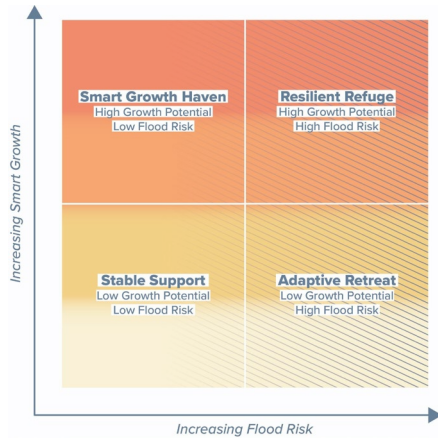 Increasing Smart Growth
Smart Growth Haven
High Growth Potential
Low Flood Risk
Resilient Refuge
High Growth Potential
High Flood Risk
Stable Support
Low Growth Potential
Low Flood Risk
Adaptive Retreat
Low Growth Potential
High Flood Risk
Increasing Flood Risk